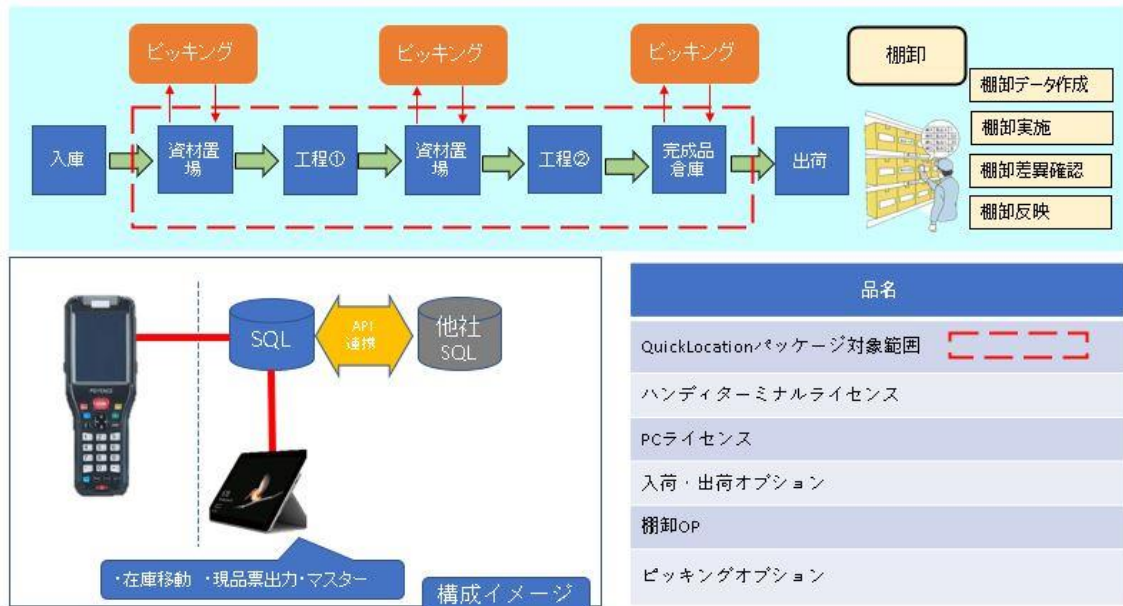 ピッキング
ピッキング
ピッキング
棚卸
棚卸データ作成
棚卸実施
棚卸差異確認
棚卸反映
入庫
資材置
場
工程①
資材置
場
工程②
完成品
倉庫
出荷
SQL
API
連携
他社
SQL
KEYENCE
・在庫移動 ・現品票出力・マスター
構成イメージ
品名
QuickLocationパッケージ対象範囲
ハンディターミナルライセンス
PCライセンス
入荷・出荷オプション
棚卸OP
ピッキングオプション